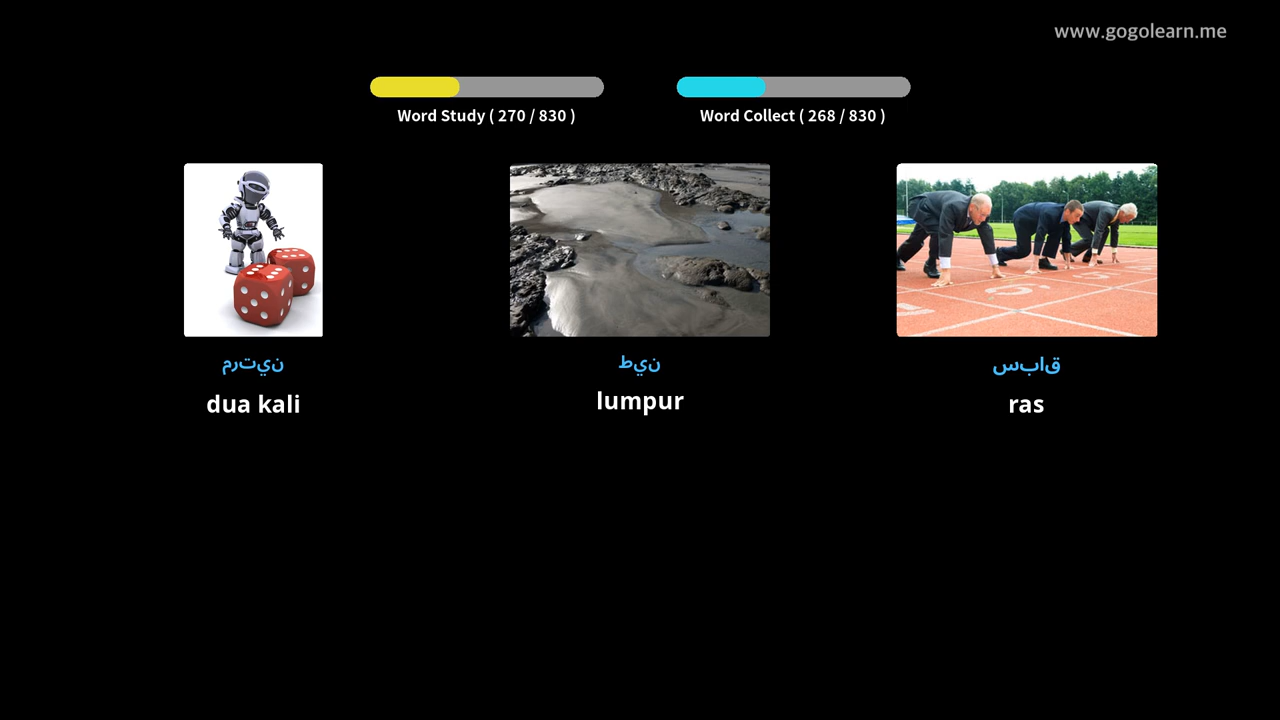 www.gogolearn.me
Word Study ( 270 / 830 )
Word Collect ( 268 / 830 )
مرتين
dua kali
طين
lumpur
سباق
ras